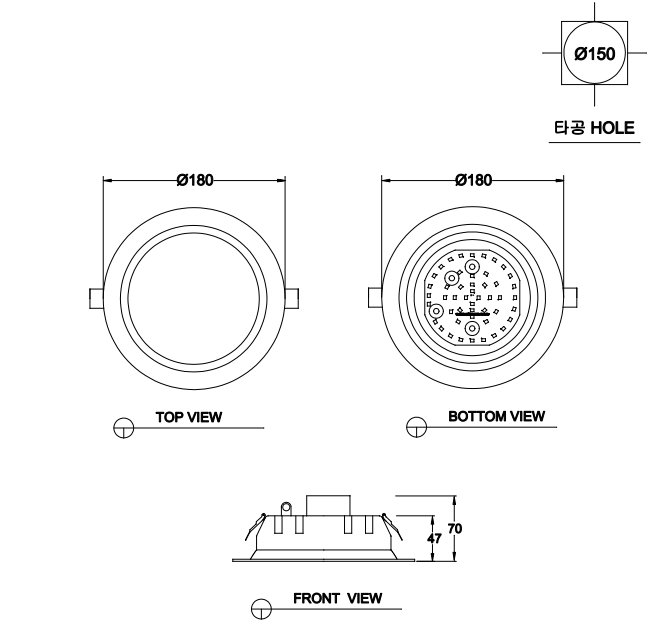 Ø150
타공 HOLE
Ø180
Ø180
TOP VIEW
BOTTOM VIEW
47
70
FRONT VIEW